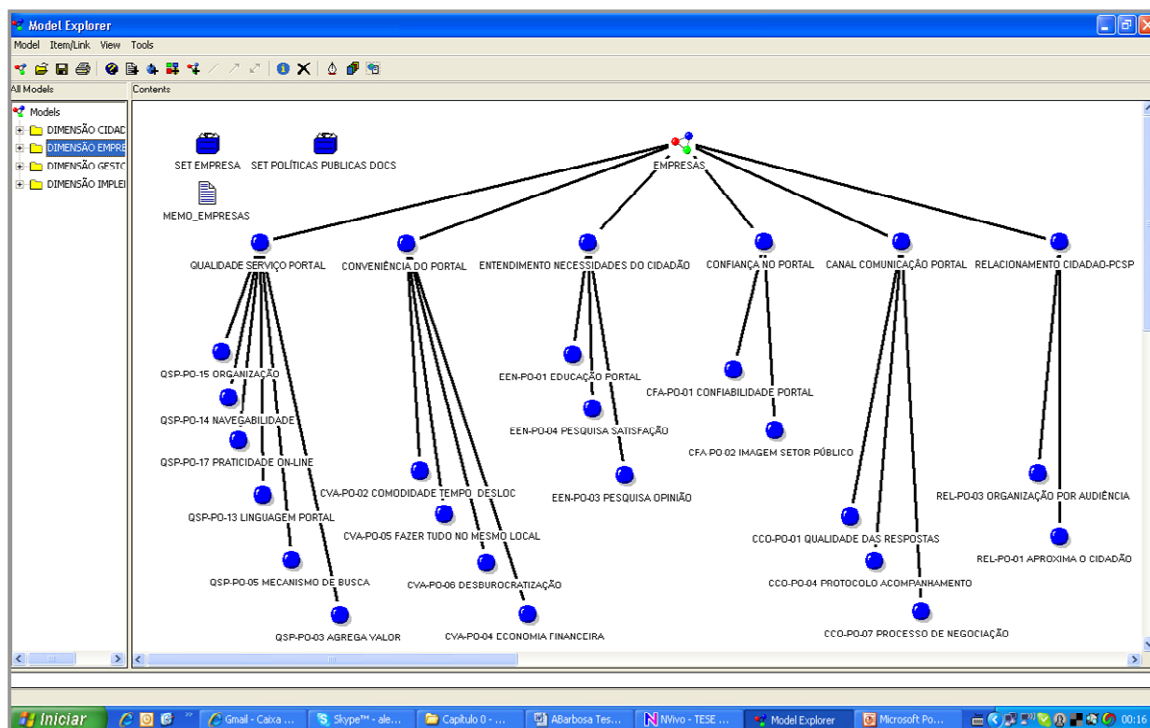 Model Explorer
Model Item/Link View Tools
All Models
Contents
Models
DIMENSÃO CIDAD
DIMENSÃO EMPRE
DIMENSÃO GESTC
DIMENSÃO IMPLEI
SET EMPRESA
SET POLÍTICAS PUBLICAS DOCS
MEMO_EMPRESAS
EMPRESAS
QUALIDADE SERVIÇO PORTAL
CONVENIÊNCIA DO PORTAL
ENTENDIMENTO NECESSIDADES DO CIDADÃO
CONFIANÇA NO PORTAL
CANAL COMUNICAÇÃO PORTAL
RELACIONAMENTO CIDADAO-PCSP
QSP-PO-15 ORGANIZAÇÃO
QSP-PO-14 NAVEGABILIDADE
QSP-PO-17 PRATICIDADE ON-LINE
QSP-PO-13 LINGUAGEM PORTAL
QSP-PO-05 MECANISMO DE BUSCA
QSP-PO-03 AGREGA VALOR
CVA-PO-02 COMODIDADE TEMPO DESLOC
CVA-PO-05 FAZER TUDO NO MESMO LOCAL
CVA-PO-06 DESBUROCRATIZAÇÃO
CVA-PO-04 ECONOMIA FINANCEIRA
EEN-PO-01 EDUCAÇÃO PORTAL
EEN-PO-04 PESQUISA SATISFAÇÃO
EEN-PO-03 PESQUISA OPINIÃO
CFA-PO-01 CONFIABILIDADE PORTAL
CFA-PO-02 IMAGEM SETOR PÚBLICO
CCO-PO-01 QUALIDADE DAS RESPOSTAS
CCO-PO-04 PROTOCOLO ACOMPANHAMENTO
CCO-PO-07 PROCESSO DE NEGOCIAÇÃO
REL-PO-03 ORGANIZAÇÃO POR AUDIÊNCIA
REL-PO-01 APROXIMA O CIDADÃO
Iniciar
Gmail - Caixa ...
Skype™ - ale...
Capitulo 0 - ...
ABarbosa Tes...
NVivo - TESE ...
Model Explorer
Microsoft Po...
00:16